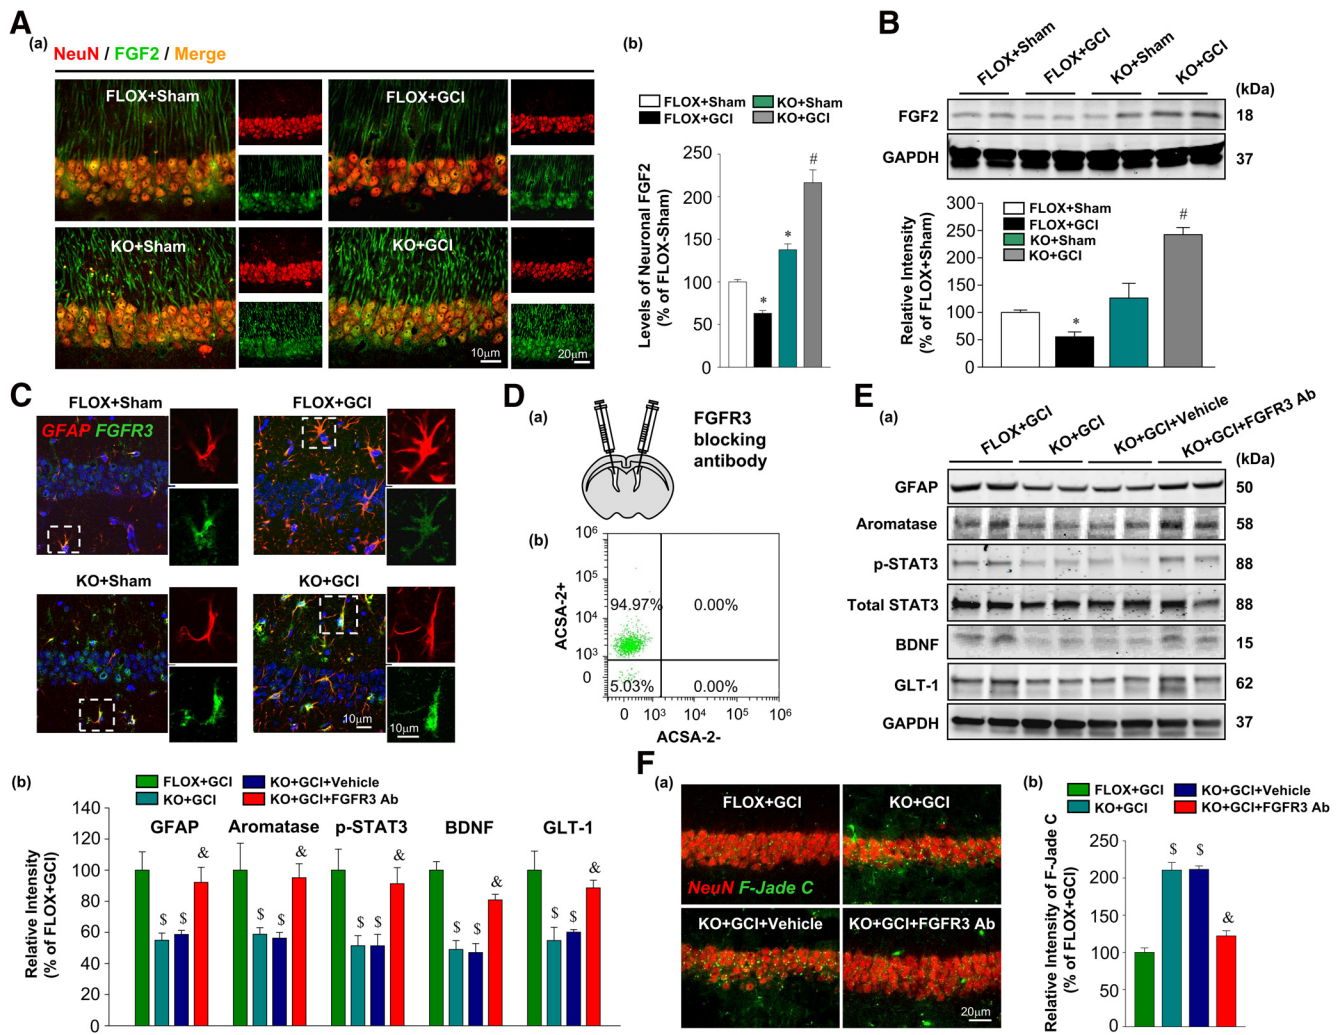 A
(a)
NeuN / FGF2 / Merge
FLOX+Sham
FLOX+GCI
KO+Sham
KO+GCI
10μm
20μm
(b)
FLOX+Sham
FLOX+GCI
KO+Sham
KO+GCI
Levels of Neuronal FGF2
(% of FLOX-Sham)
250
200
150
100
50
0
*
*
#
B
FLOX+Sham
FLOX+GCI
KO+Sham
KO+GCI
(kDa)
FGF2
18
GAPDH
37
Relative Intensity
(% of FLOX+Sham)
300
250
200
150
100
50
0
FLOX+Sham
FLOX+GCI
KO+Sham
KO+GCI
*
#
C
FLOX+Sham
FLOX+GCI
GFAP FGFR3
KO+Sham
KO+GCI
10μm
10μm
D
(a)
FGFR3
blocking
antibody
(b)
ACSA-2+
10⁶
10⁵
10⁴
10³
0
94.97%
0.00%
5.03%
0.00%
0
10³
10⁴
10⁵
10⁶
ACSA-2-
E
(a)
FLOX+GCI
KO+GCI
KO+GCI+Vehicle
KO+GCI+FGFR3 Ab
(kDa)
GFAP
50
Aromatase
58
p-STAT3
88
Total STAT3
88
BDNF
15
GLT-1
62
GAPDH
37
(b)
FLOX+GCI
KO+GCI+Vehicle
KO+GCI
KO+GCI+FGFR3 Ab
Relative Intensity
(% of FLOX+GCI)
140
120
100
80
60
40
20
0
GFAP
Aromatase
p-STAT3
BDNF
GLT-1
$ $ &
$ $ &
$ $ &
$ $ &
$ $ &
F
(a)
FLOX+GCI
KO+GCI
NeuN F-Jade C
KO+GCI+Vehicle
KO+GCI+FGFR3 Ab
20μm
(b)
FLOX+GCI
KO+GCI+Vehicle
KO+GCI
KO+GCI+FGFR3 Ab
Relative Intensity of F-Jade C
(% of FLOX+GCI)
250
200
150
100
50
0
$ $ &